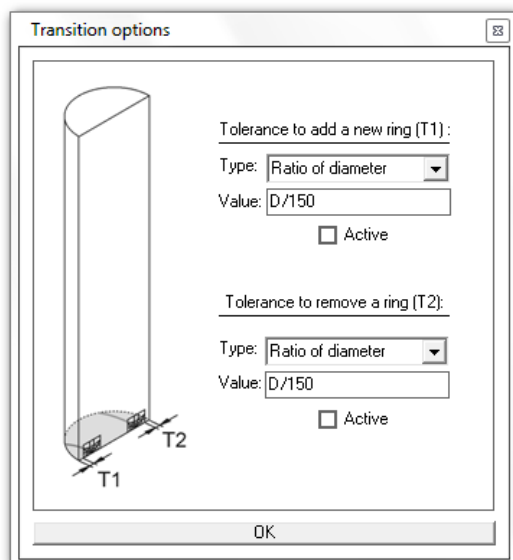 Transition options
Tolerance to add a new ring (T1) :
Type: Ratio of diameter
Value: D/150
Active
Tolerance to remove a ring (T2):
Type: Ratio of diameter
Value: D/150
Active
T2
T1
OK